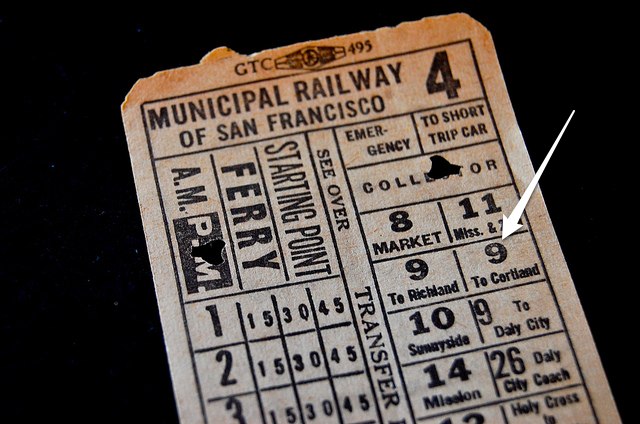 GTC 495
MUNICIPAL RAILWAY
OF SAN FRANCISCO
4
EMER-
GENCY
TO SHORT
TRIP CAR
COLL OR
A.M.
P.M.
FERRY
STARTING POINT
SEE OVER
TRANSFER
8
MARKET
11
Miss. &
9
To Richland
9
To Cortland
10
Sunnyside
9 To
Daly City
14
Mission
26 Daly
City Coach
Holy Cross
1 15 30 45
2 15 30 45
3 15 30 45